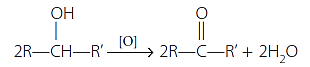 OH O
2R—CH—R′ [O] → 2R—C—R′ + 2H₂O